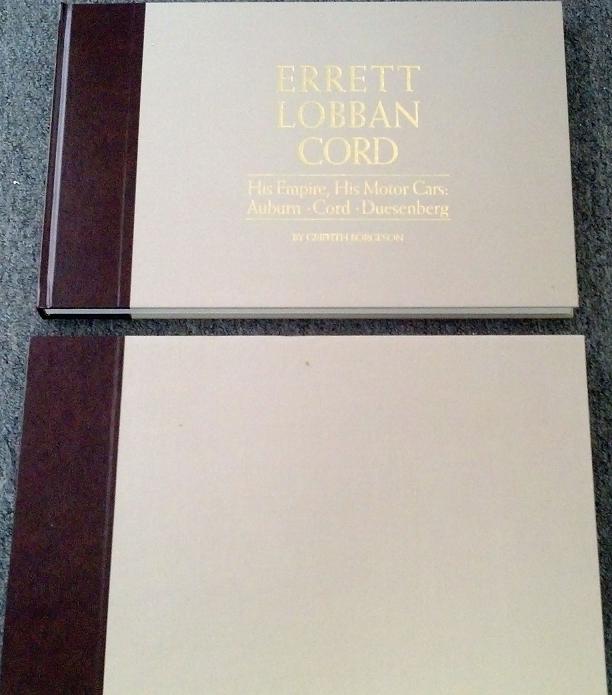 ERRETT
LOBBAN
CORD
His Empire, His Motor Cars:
Auburn · Cord · Duesenberg
BY GRIFFITH BORGESON